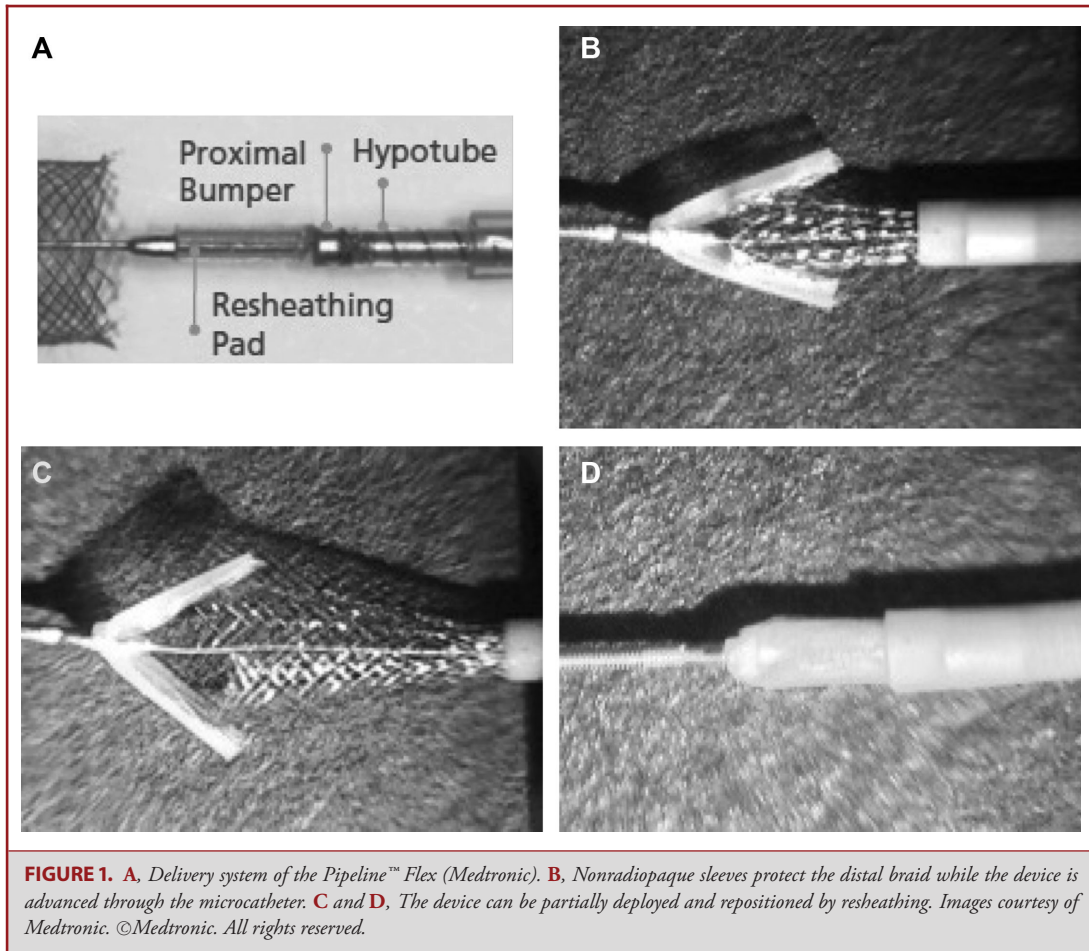 A
Proximal
Bumper
Hypotube
Resheathing
Pad
B
C
D
FIGURE 1. A, Delivery system of the Pipeline™ Flex (Medtronic). B, Nonradiopaque sleeves protect the distal braid while the device is
advanced through the microcatheter. C and D, The device can be partially deployed and repositioned by resheathing. Images courtesy of
Medtronic. ©Medtronic. All rights reserved.